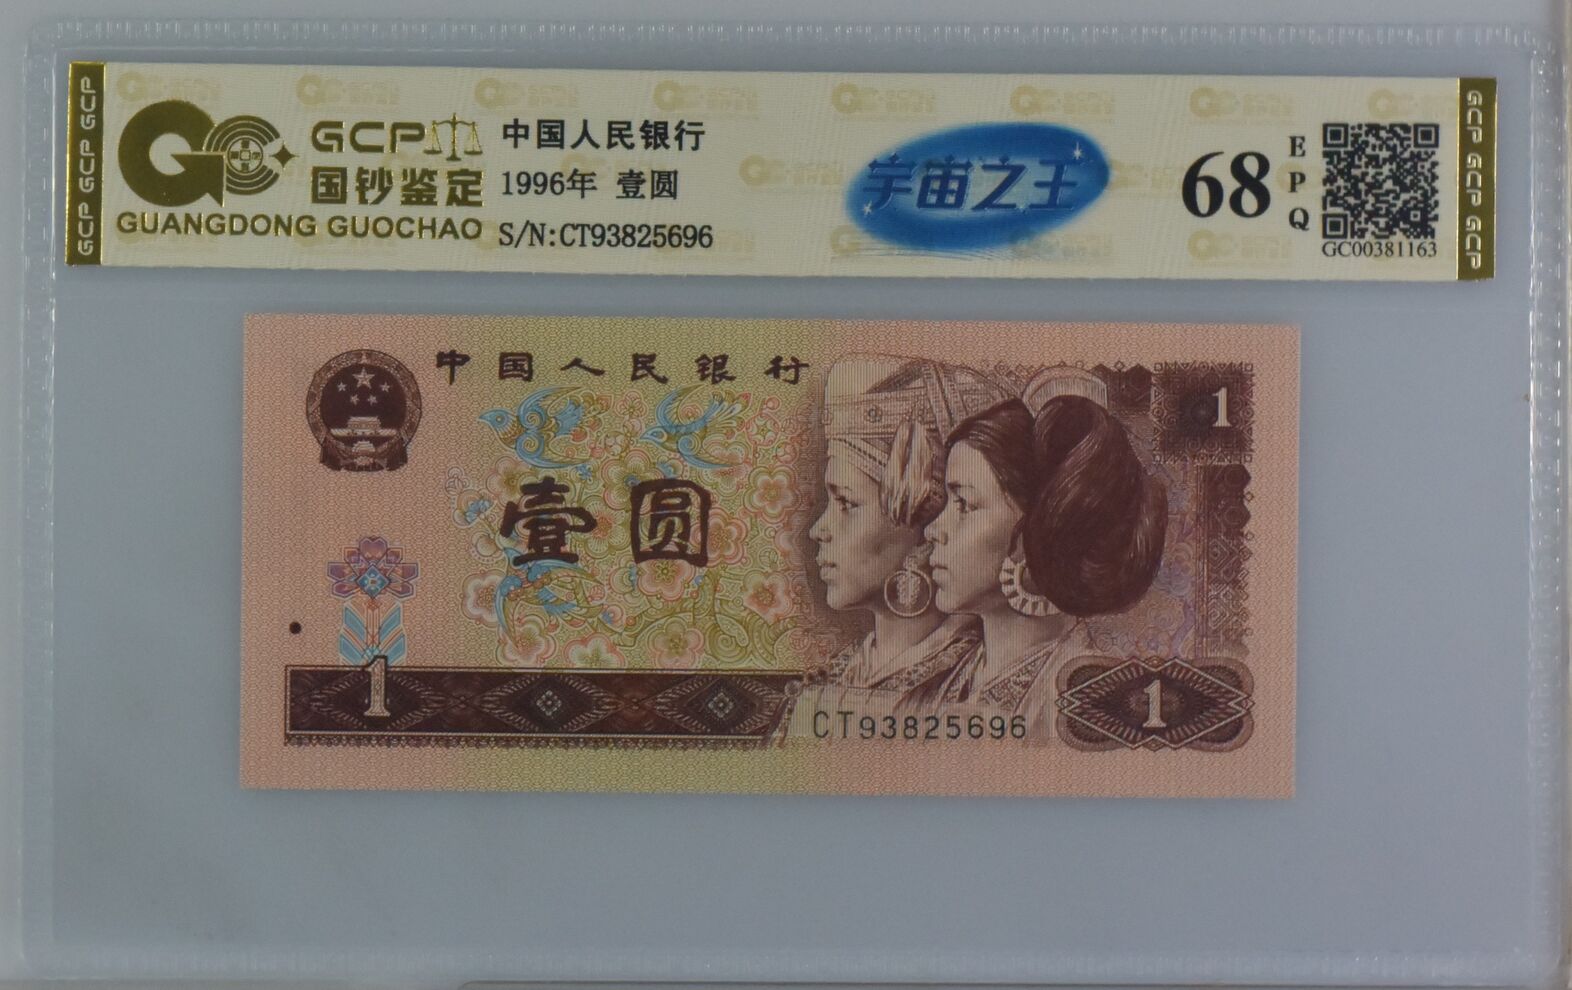 GCP GCP GCP
GCP
国钞鉴定
GUANGDONG GUOCHAO
中国人民银行
1996年 壹圆
S/N:CT93825696
宇宙之王
68
E
P
Q
GC00381163
GCP GCP GCP
中国人民银行
1
壹圆
1
CT93825696
1